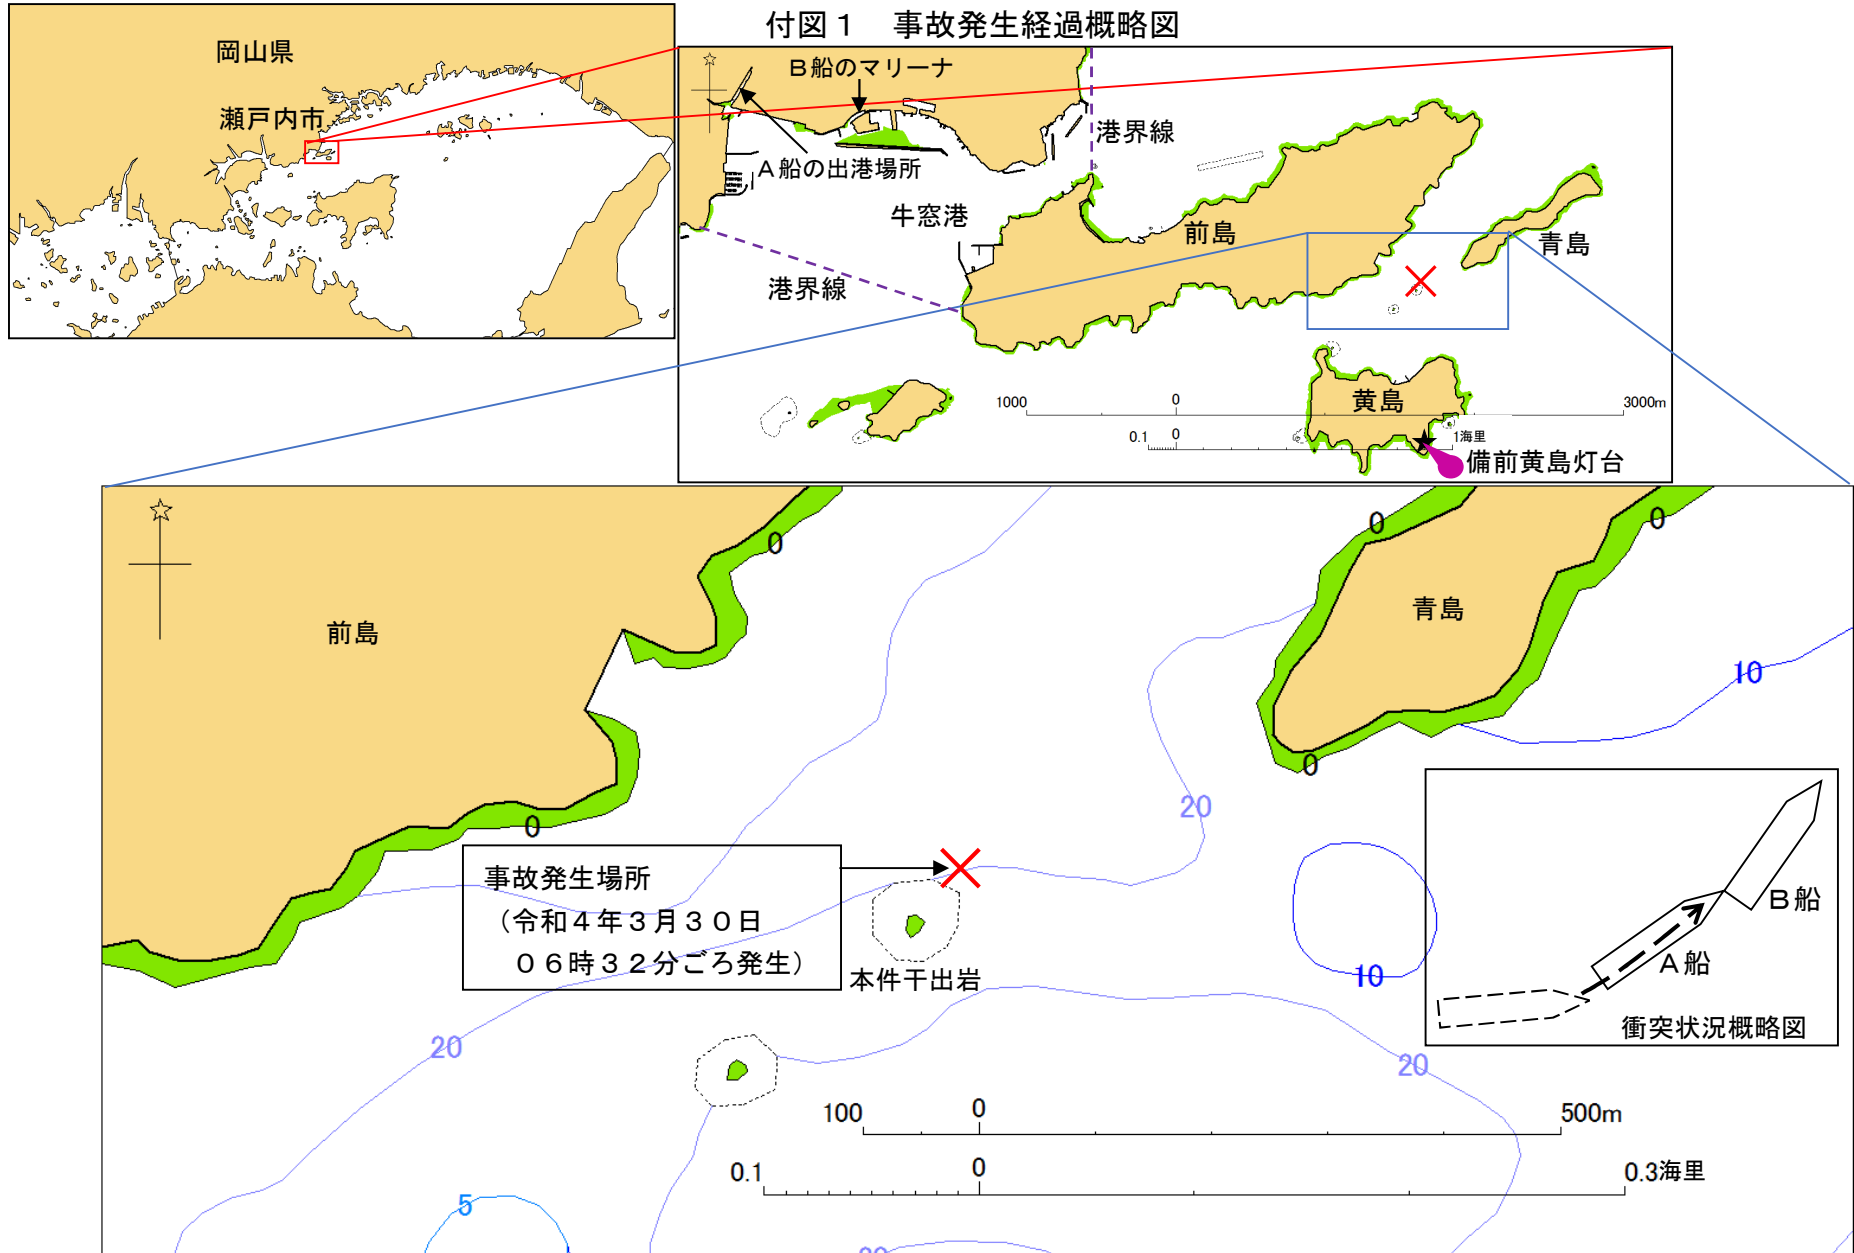 付図１　事故発生経過概略図
岡山県
瀬戸内市
Ｂ船のマリーナ
港界線
Ａ船の出港場所
牛窓港
前島
青島
港界線
1000 0 3000m
黄島
0.1 0 1海里
備前黄島灯台
0
0
0
前島
青島
10
0
20
0
事故発生場所
（令和４年３月３０日
０６時３２分ごろ発生）
本件干出岩
10
Ｂ船
Ａ船
衝突状況概略図
20
20
100 0 500m
0.1 0 0.3海里
5